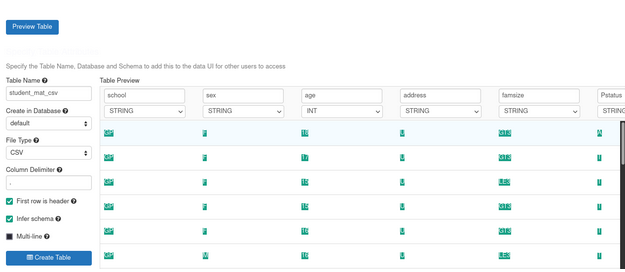 Preview Table
Specify the Table Name, Database and Schema to add this to the data UI for other users to access
Table Name
student_mat_csv
Create in Database
default
File Type
CSV
Column Delimiter
,
First row is header
Infer schema
Multi-line
Create Table
Table Preview
school sex age address famsize Pstatus
STRING STRING INT STRING STRING STRING
GP F 18 U GT3 A
GP F 17 U GT3 T
GP F 15 U LE3 T
GP F 15 U GT3 T
GP F 16 U GT3 T
GP M 16 U LE3 T